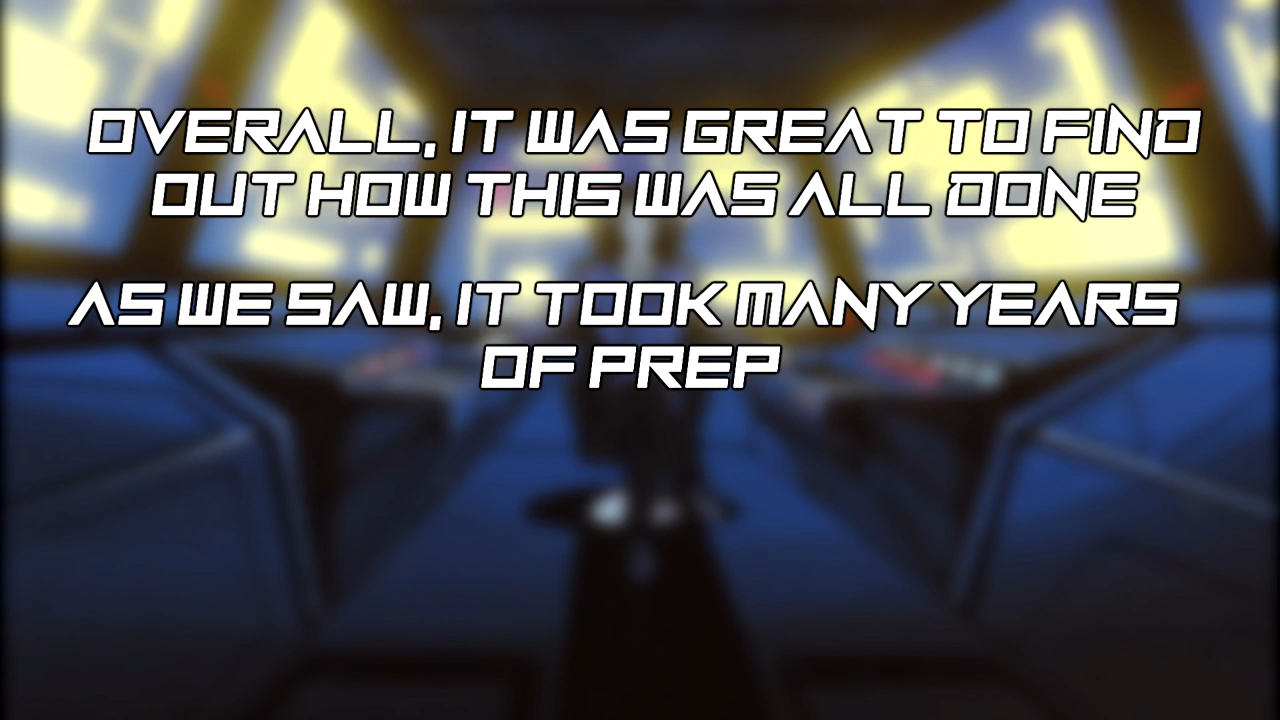 OVERALL, IT WAS GREAT TO FIND
OUT HOW THIS WAS ALL DONE
AS WE SAW, IT TOOK MANY YEARS
OF PREP